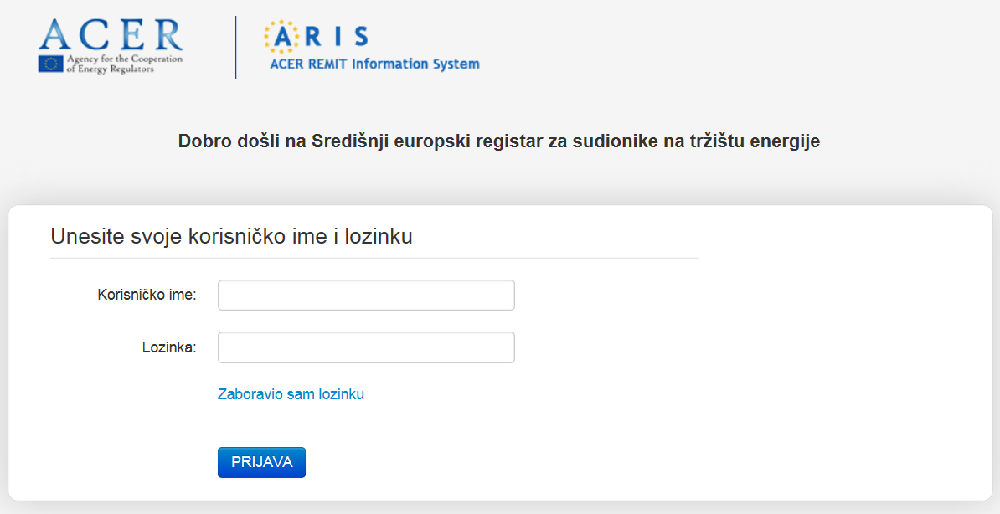 ACER
Agency for the Cooperation
of Energy Regulators
ARIS
ACER REMIT Information System
Dobro došli na Središnji europski registar za sudionike na tržištu energije
Unesite svoje korisničko ime i lozinku
Korisničko ime:
Lozinka:
Zaboravio sam lozinku
PRIJAVA